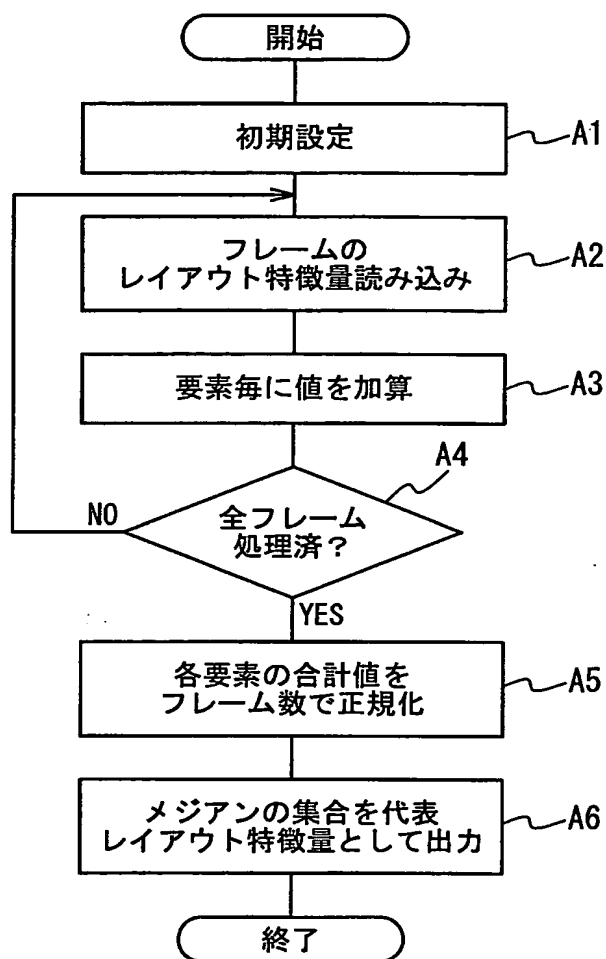 開始
初期設定
A1
フレームの
レイアウト特徴量読み込み
A2
要素毎に値を加算
A3
A4
NO
全フレーム
処理済？
YES
各要素の合計値を
フレーム数で正規化
A5
メジアンの集合を代表
レイアウト特徴量として出力
A6
終了